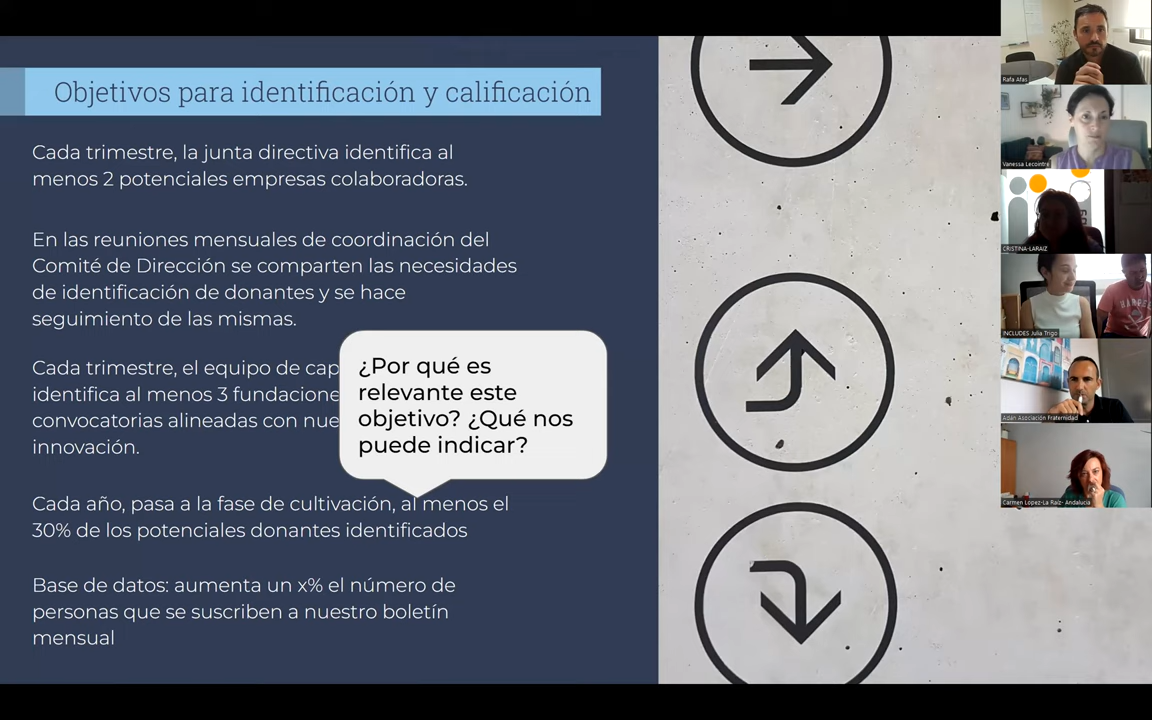 Objetivos para identificación y calificación
Cada trimestre, la junta directiva identifica al
menos 2 potenciales empresas colaboradoras.
En las reuniones mensuales de coordinación del
Comité de Dirección se comparten las necesidades
de identificación de donantes y se hace
seguimiento de las mismas.
Cada trimestre, el equipo de
identifica al menos 3
convocatorias alineadas con
innovación.
¿Por qué es
relevante este
objetivo? ¿Qué nos
puede indicar?
Cada año, pasa a la fase de cultivación, al menos el
30% de los potenciales donantes identificados
Base de datos: aumenta un x% el número de
personas que se suscriben a nuestro boletín
mensual
Rafa Afas
Vanessa Lecointre
CRISTINA-LARAIZ
INCLUDES Julia Trigo
Adán Asociación Fraternidad
Carmen Lopez-La Raíz- Andalucia